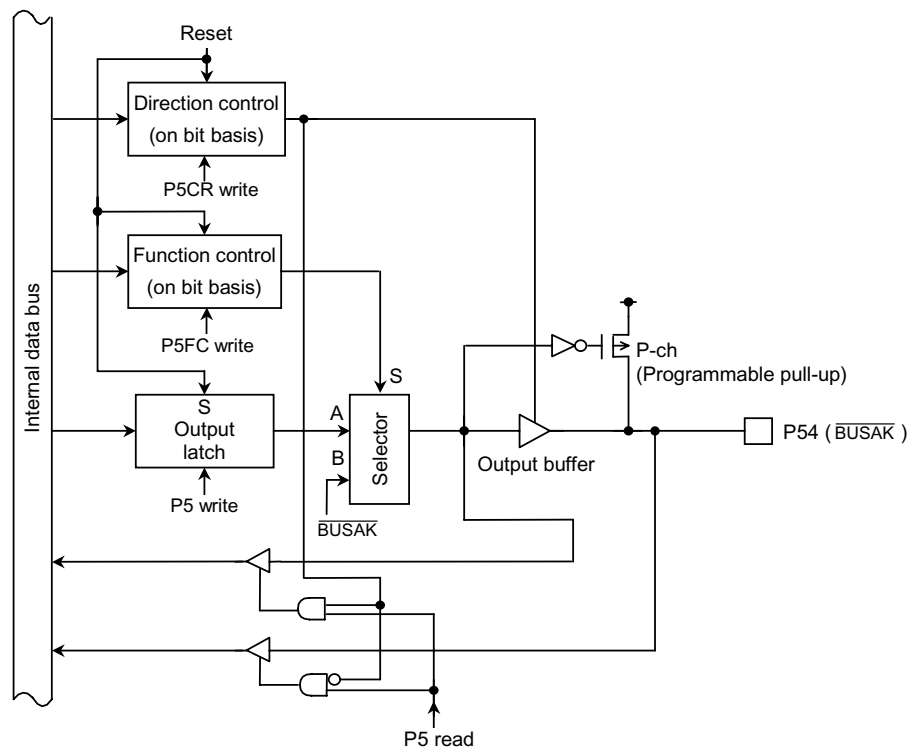 Reset
Direction control
(on bit basis)
P5CR write
Function control
(on bit basis)
P5FC write
Internal data bus
P-ch
(Programmable pull-up)
S
S
Output
latch
A
B
Selector
P54 ( BUSAK )
Output buffer
P5 write
BUSAK
P5 read